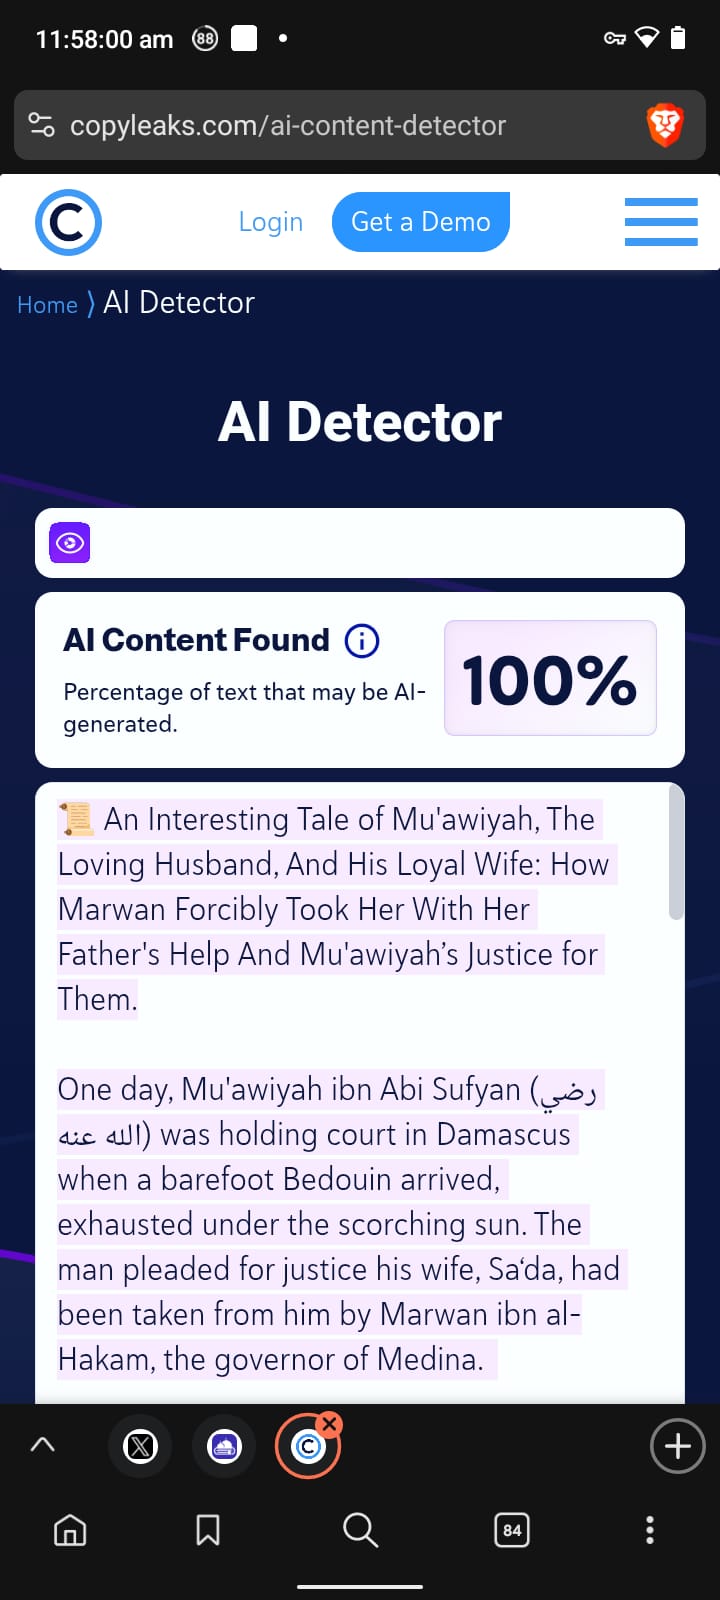 11:58:00 am 88
copyleaks.com/ai-content-detector
C Login Get a Demo
Home ⟩ AI Detector
AI Detector
AI Content Found
Percentage of text that may be AI-
generated.
100%
📜 An Interesting Tale of Mu'awiyah, The
Loving Husband, And His Loyal Wife: How
Marwan Forcibly Took Her With Her
Father's Help And Mu'awiyah’s Justice for
Them.
One day, Mu'awiyah ibn Abi Sufyan (رضي
الله عنه) was holding court in Damascus
when a barefoot Bedouin arrived,
exhausted under the scorching sun. The
man pleaded for justice his wife, Sa‘da, had
been taken from him by Marwan ibn al-
Hakam, the governor of Medina.
84